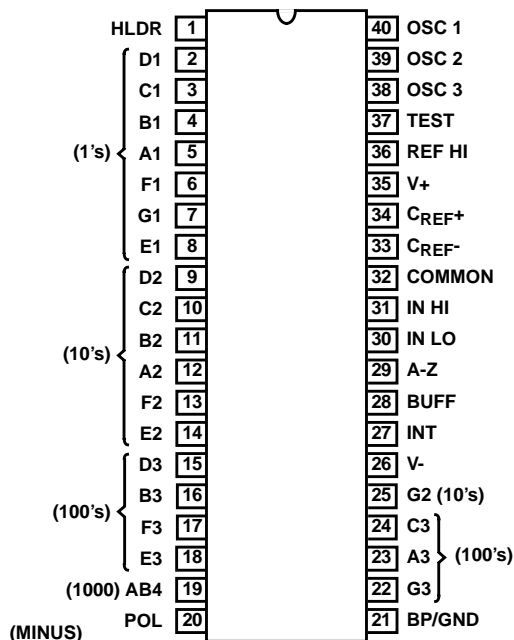 HLDR 1 40 OSC 1
D1 2 39 OSC 2
C1 3 38 OSC 3
B1 4 37 TEST
(1's) A1 5 36 REF HI
F1 6 35 V+
G1 7 34 CREF+
E1 8 33 CREF-
D2 9 32 COMMON
C2 10 31 IN HI
B2 11 30 IN LO
(10's) A2 12 29 A-Z
F2 13 28 BUFF
E2 14 27 INT
D3 15 26 V-
B3 16 25 G2 (10's)
(100's) F3 17 24 C3
E3 18 23 A3 (100's)
(1000) AB4 19 22 G3
(MINUS) POL 20 21 BP/GND